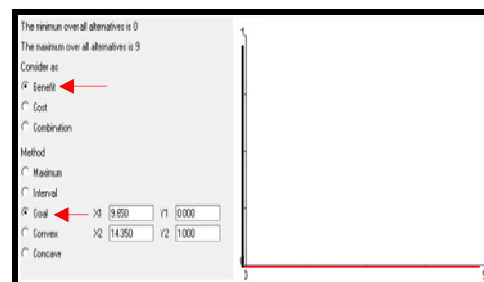 The minimum over all alternatives is 0
The maximum over all alternatives is 9
Consider as
Benefit
Cost
Combination
Method
Maximum
Interval
Goal X1 9.650 Y1 0.000
Convex X2 14.350 Y2 1.000
Concave
1
0
0
9